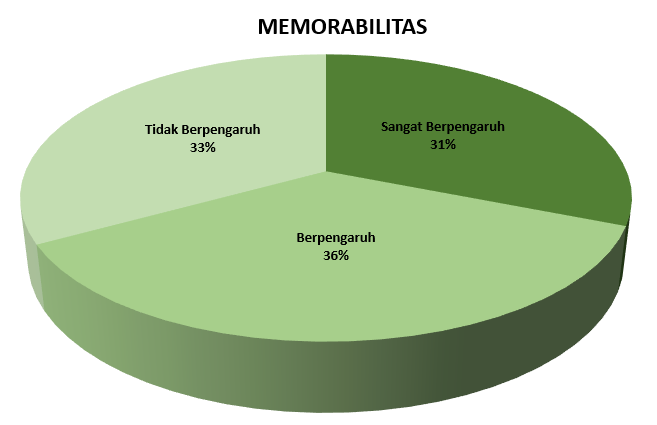 MEMORABILITAS
Tidak Berpengaruh
33%
Sangat Berpengaruh
31%
Berpengaruh
36%